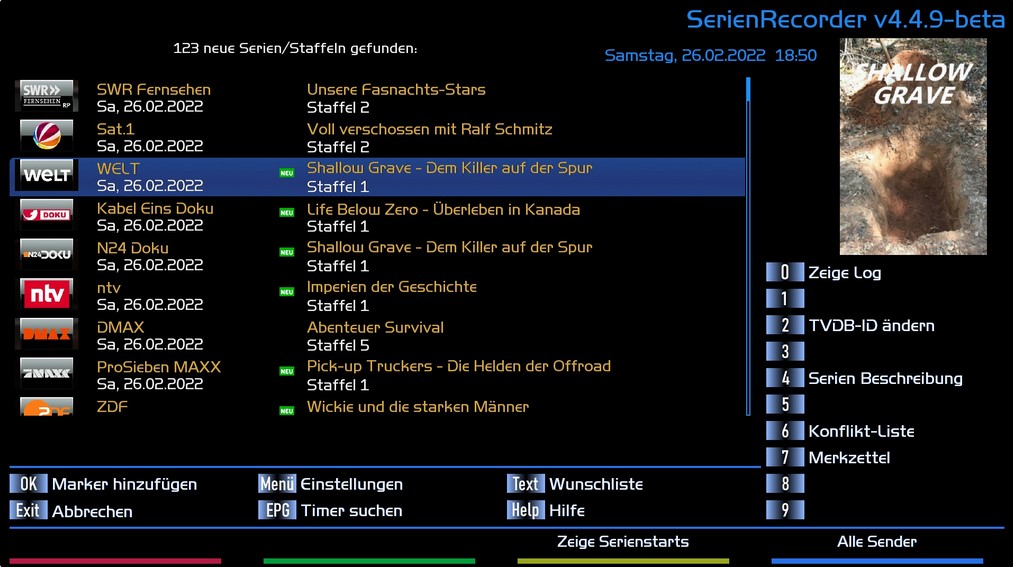 SerienRecorder v4.4.9-beta
123 neue Serien/Staffeln gefunden:
Samstag, 26.02.2022 18:50
SHALLOW
GRAVE
SWR»
FERNSEHEN RP
SWR Fernsehen
Unsere Fasnachts-Stars
Sa, 26.02.2022
Staffel 2
Sat.1
Voll verschossen mit Ralf Schmitz
Sa, 26.02.2022
Staffel 2
WELT
WELT
NEU
Shallow Grave - Dem Killer auf der Spur
Sa, 26.02.2022
Staffel 1
DOKU
Kabel Eins Doku
NEU
Life Below Zero - Überleben in Kanada
Sa, 26.02.2022
Staffel 1
N24 DOKU
N24 Doku
NEU
Shallow Grave - Dem Killer auf der Spur
Sa, 26.02.2022
Staffel 1
ntv
ntv
NEU
Imperien der Geschichte
Sa, 26.02.2022
Staffel 1
DMAX
DMAX
Abenteuer Survival
Sa, 26.02.2022
Staffel 5
MAXX
ProSieben MAXX
NEU
Pick-up Truckers - Die Helden der Offroad
Sa, 26.02.2022
Staffel 1
ZDF
ZDF
NEU
Wickie und die starken Männer
0 Zeige Log
1
2 TVDB-ID ändern
3
4 Serien Beschreibung
5
6 Konflikt-Liste
7 Merkzettel
8
9
OK Marker hinzufügen
Menü Einstellungen
Text Wunschliste
Exit Abbrechen
EPG Timer suchen
Help Hilfe
Zeige Serienstarts
Alle Sender